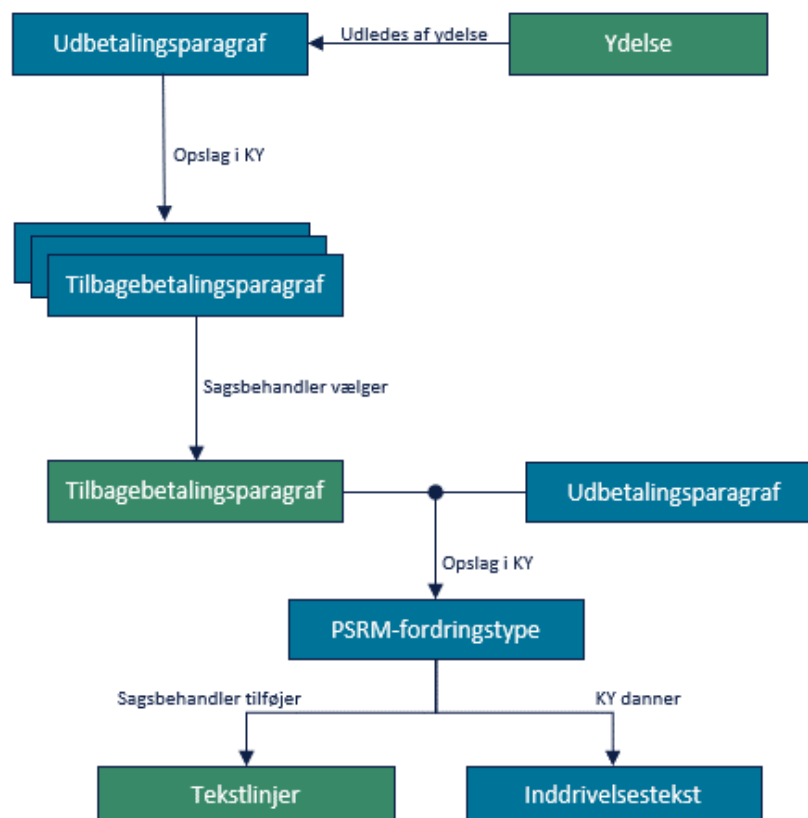 Udbetalingsparagraf
Udledes af ydelse
Ydelse
Opslag i KY
Tilbagebetalingsparagraf
Sagsbehandler vælger
Tilbagebetalingsparagraf
Udbetalingsparagraf
Opslag i KY
PSRM-fordringstype
Sagsbehandler tilføjer
KY danner
Tekstlinjer
Inddrivelsestekst